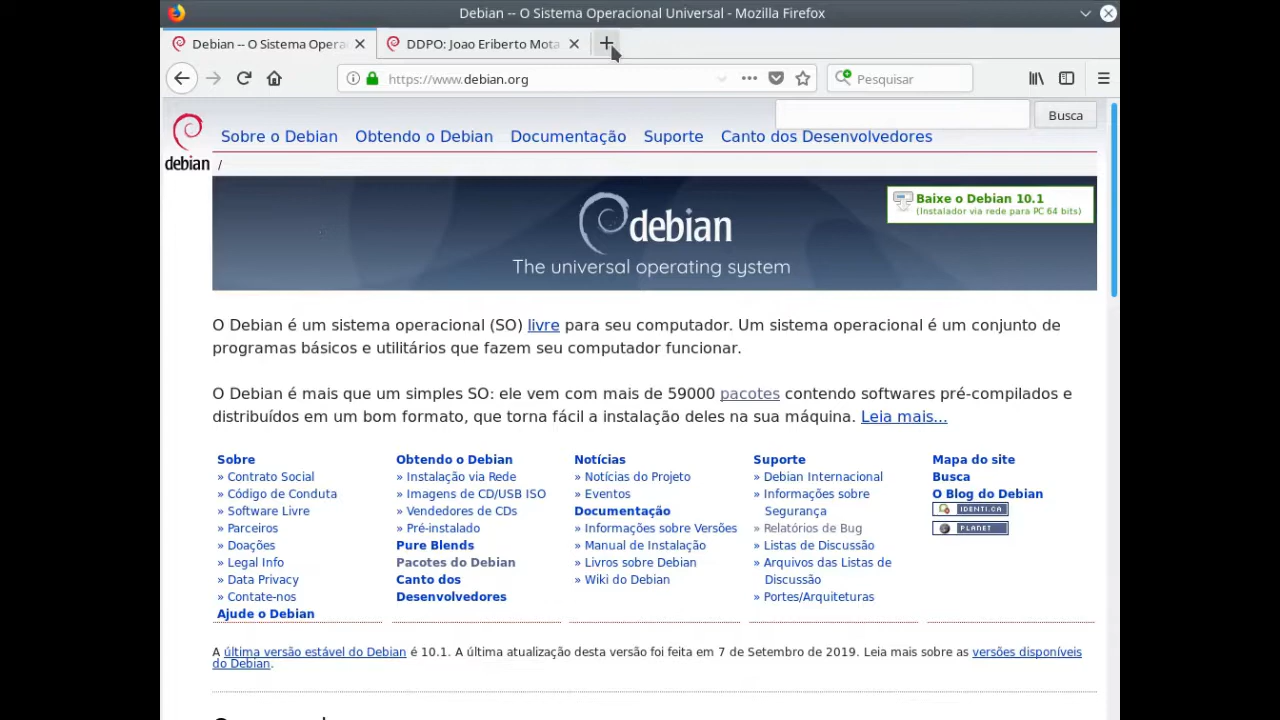 Debian -- O Sistema Operacional Universal - Mozilla Firefox
Debian -- O Sistema Opera
DDPO: Joao Eriberto Mota
https://www.debian.org
Pesquisar
Busca
Sobre o Debian Obtendo o Debian Documentação Suporte Canto dos Desenvolvedores
debian /
debian
The universal operating system
Baixe o Debian 10.1
(Instalador via rede para PC 64 bits)
O Debian é um sistema operacional (SO) livre para seu computador. Um sistema operacional é um conjunto de
programas básicos e utilitários que fazem seu computador funcionar.
O Debian é mais que um simples SO: ele vem com mais de 59000 pacotes contendo softwares pré-compilados e
distribuídos em um bom formato, que torna fácil a instalação deles na sua máquina. Leia mais...
Sobre
» Contrato Social
» Código de Conduta
» Software Livre
» Parceiros
» Doações
» Legal Info
» Data Privacy
» Contate-nos
Ajude o Debian
Obtendo o Debian
» Instalação via Rede
» Imagens de CD/USB ISO
» Vendedores de CDs
» Pré-instalado
Pure Blends
Pacotes do Debian
Canto dos
Desenvolvedores
Notícias
» Notícias do Projeto
» Eventos
Documentação
» Informações sobre Versões
» Manual de Instalação
» Livros sobre Debian
» Wiki do Debian
Suporte
» Debian Internacional
» Informações sobre
Segurança
» Relatórios de Bug
» Listas de Discussão
» Arquivos das Listas de
Discussão
» Portes/Arquiteturas
Mapa do site
Busca
O Blog do Debian
IDENTI.CA
PLANET
A última versão estável do Debian é 10.1. A última atualização desta versão foi feita em 7 de Setembro de 2019. Leia mais sobre as versões disponíveis
do Debian.